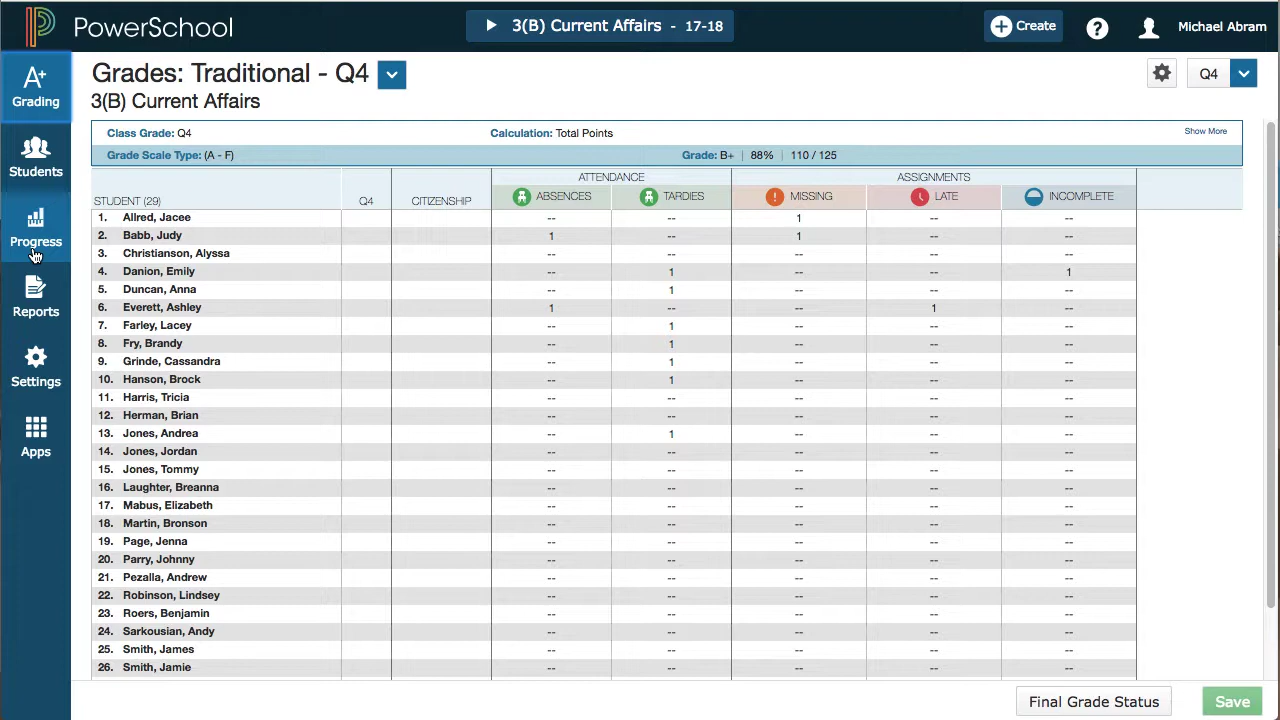 PowerSchool
3(B) Current Affairs - 17-18
Create
?
Michael Abram
A+
Grading
Students
Progress
Reports
Settings
Apps
Grades: Traditional - Q4
Q4
3(B) Current Affairs
Class Grade: Q4 Calculation: Total Points Show More
Grade Scale Type: (A - F) Grade: B+ | 88% | 110 / 125
ATTENDANCE ASSIGNMENTS
STUDENT (29) Q4 CITIZENSHIP ABSENCES TARDIES ! MISSING LATE INCOMPLETE
1. Allred, Jacee -- -- 1 -- --
2. Babb, Judy 1 -- 1 -- --
3. Christianson, Alyssa -- -- -- -- --
4. Danion, Emily -- 1 -- -- 1
5. Duncan, Anna -- 1 -- -- --
6. Everett, Ashley 1 -- -- 1 --
7. Farley, Lacey -- 1 -- -- --
8. Fry, Brandy -- 1 -- -- --
9. Grinde, Cassandra -- 1 -- -- --
10. Hanson, Brock -- 1 -- -- --
11. Harris, Tricia -- -- -- -- --
12. Herman, Brian -- -- -- -- --
13. Jones, Andrea -- 1 -- -- --
14. Jones, Jordan -- -- -- -- --
15. Jones, Tommy -- -- -- -- --
16. Laughter, Breanna -- -- -- -- --
17. Mabus, Elizabeth -- -- -- -- --
18. Martin, Bronson -- -- -- -- --
19. Page, Jenna -- -- -- -- --
20. Parry, Johnny -- -- -- -- --
21. Pezalla, Andrew -- -- -- -- --
22. Robinson, Lindsey -- -- -- -- --
23. Roers, Benjamin -- -- -- -- --
24. Sarkousian, Andy -- -- -- -- --
25. Smith, James -- -- -- -- --
26. Smith, Jamie -- -- -- -- --
Final Grade Status
Save